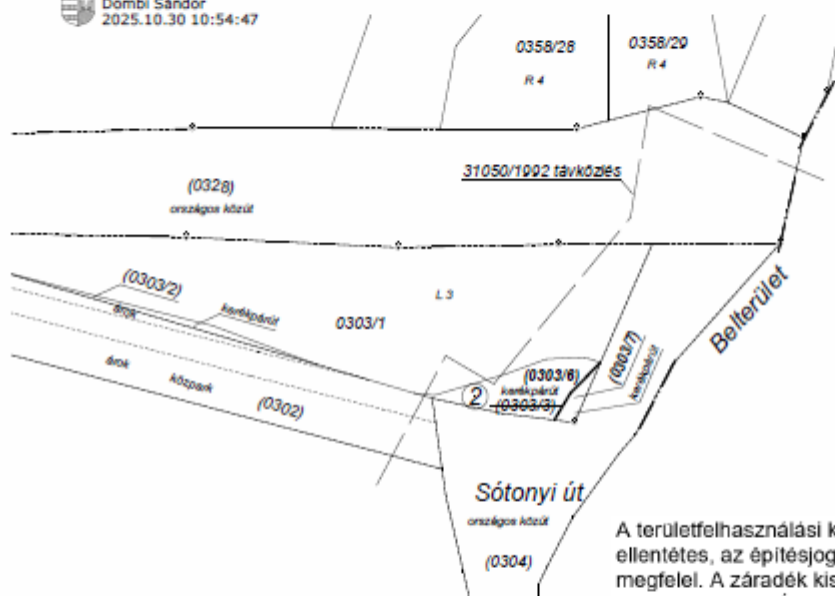 Dombi Sándor
2025.10.30 10:54:47
0358/28
R 4
0358/29
R 4
31050/1992 távközlés
(0328)
országos közút
(0303/2)
árok
kerékpárút
0303/1
L 3
Belterület
(0303/6)
kerékpárút
(0303/3)
2
(0303/7)
kerékpárút
árok
közpark
(0302)
Sótonyi út
országos közút
(0304)
A területfelhasználási k
ellentétes, az építésjog
megfelel. A záradék kis